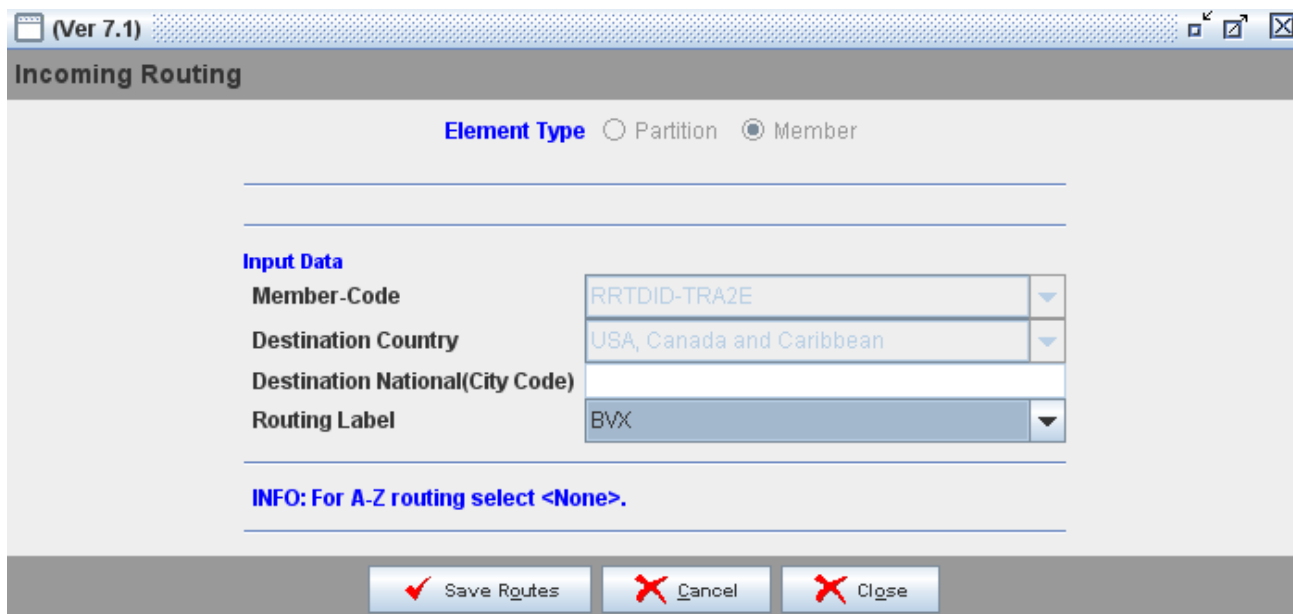 (Ver 7.1)
Incoming Routing
Element Type Partition Member
Input Data
Member-Code RRTDID-TRA2E
Destination Country USA, Canada and Caribbean
Destination National(City Code)
Routing Label BVX
INFO: For A-Z routing select <None>.
Save Routes Cancel Close